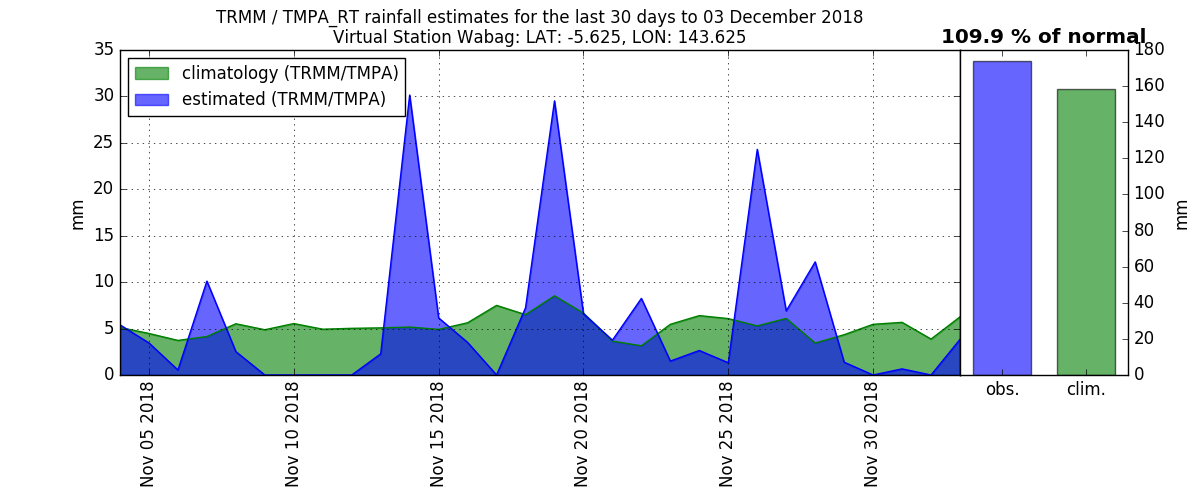 TRMM / TMPA_RT rainfall estimates for the last 30 days to 03 December 2018
Virtual Station Wabag: LAT: -5.625, LON: 143.625
109.9 % of normal
climatology (TRMM/TMPA)
estimated (TRMM/TMPA)
35
30
25
20
15
10
5
0
mm
Nov 05 2018
Nov 10 2018
Nov 15 2018
Nov 20 2018
Nov 25 2018
Nov 30 2018
obs.
clim.
180
160
140
120
100
80
60
40
20
0
mm